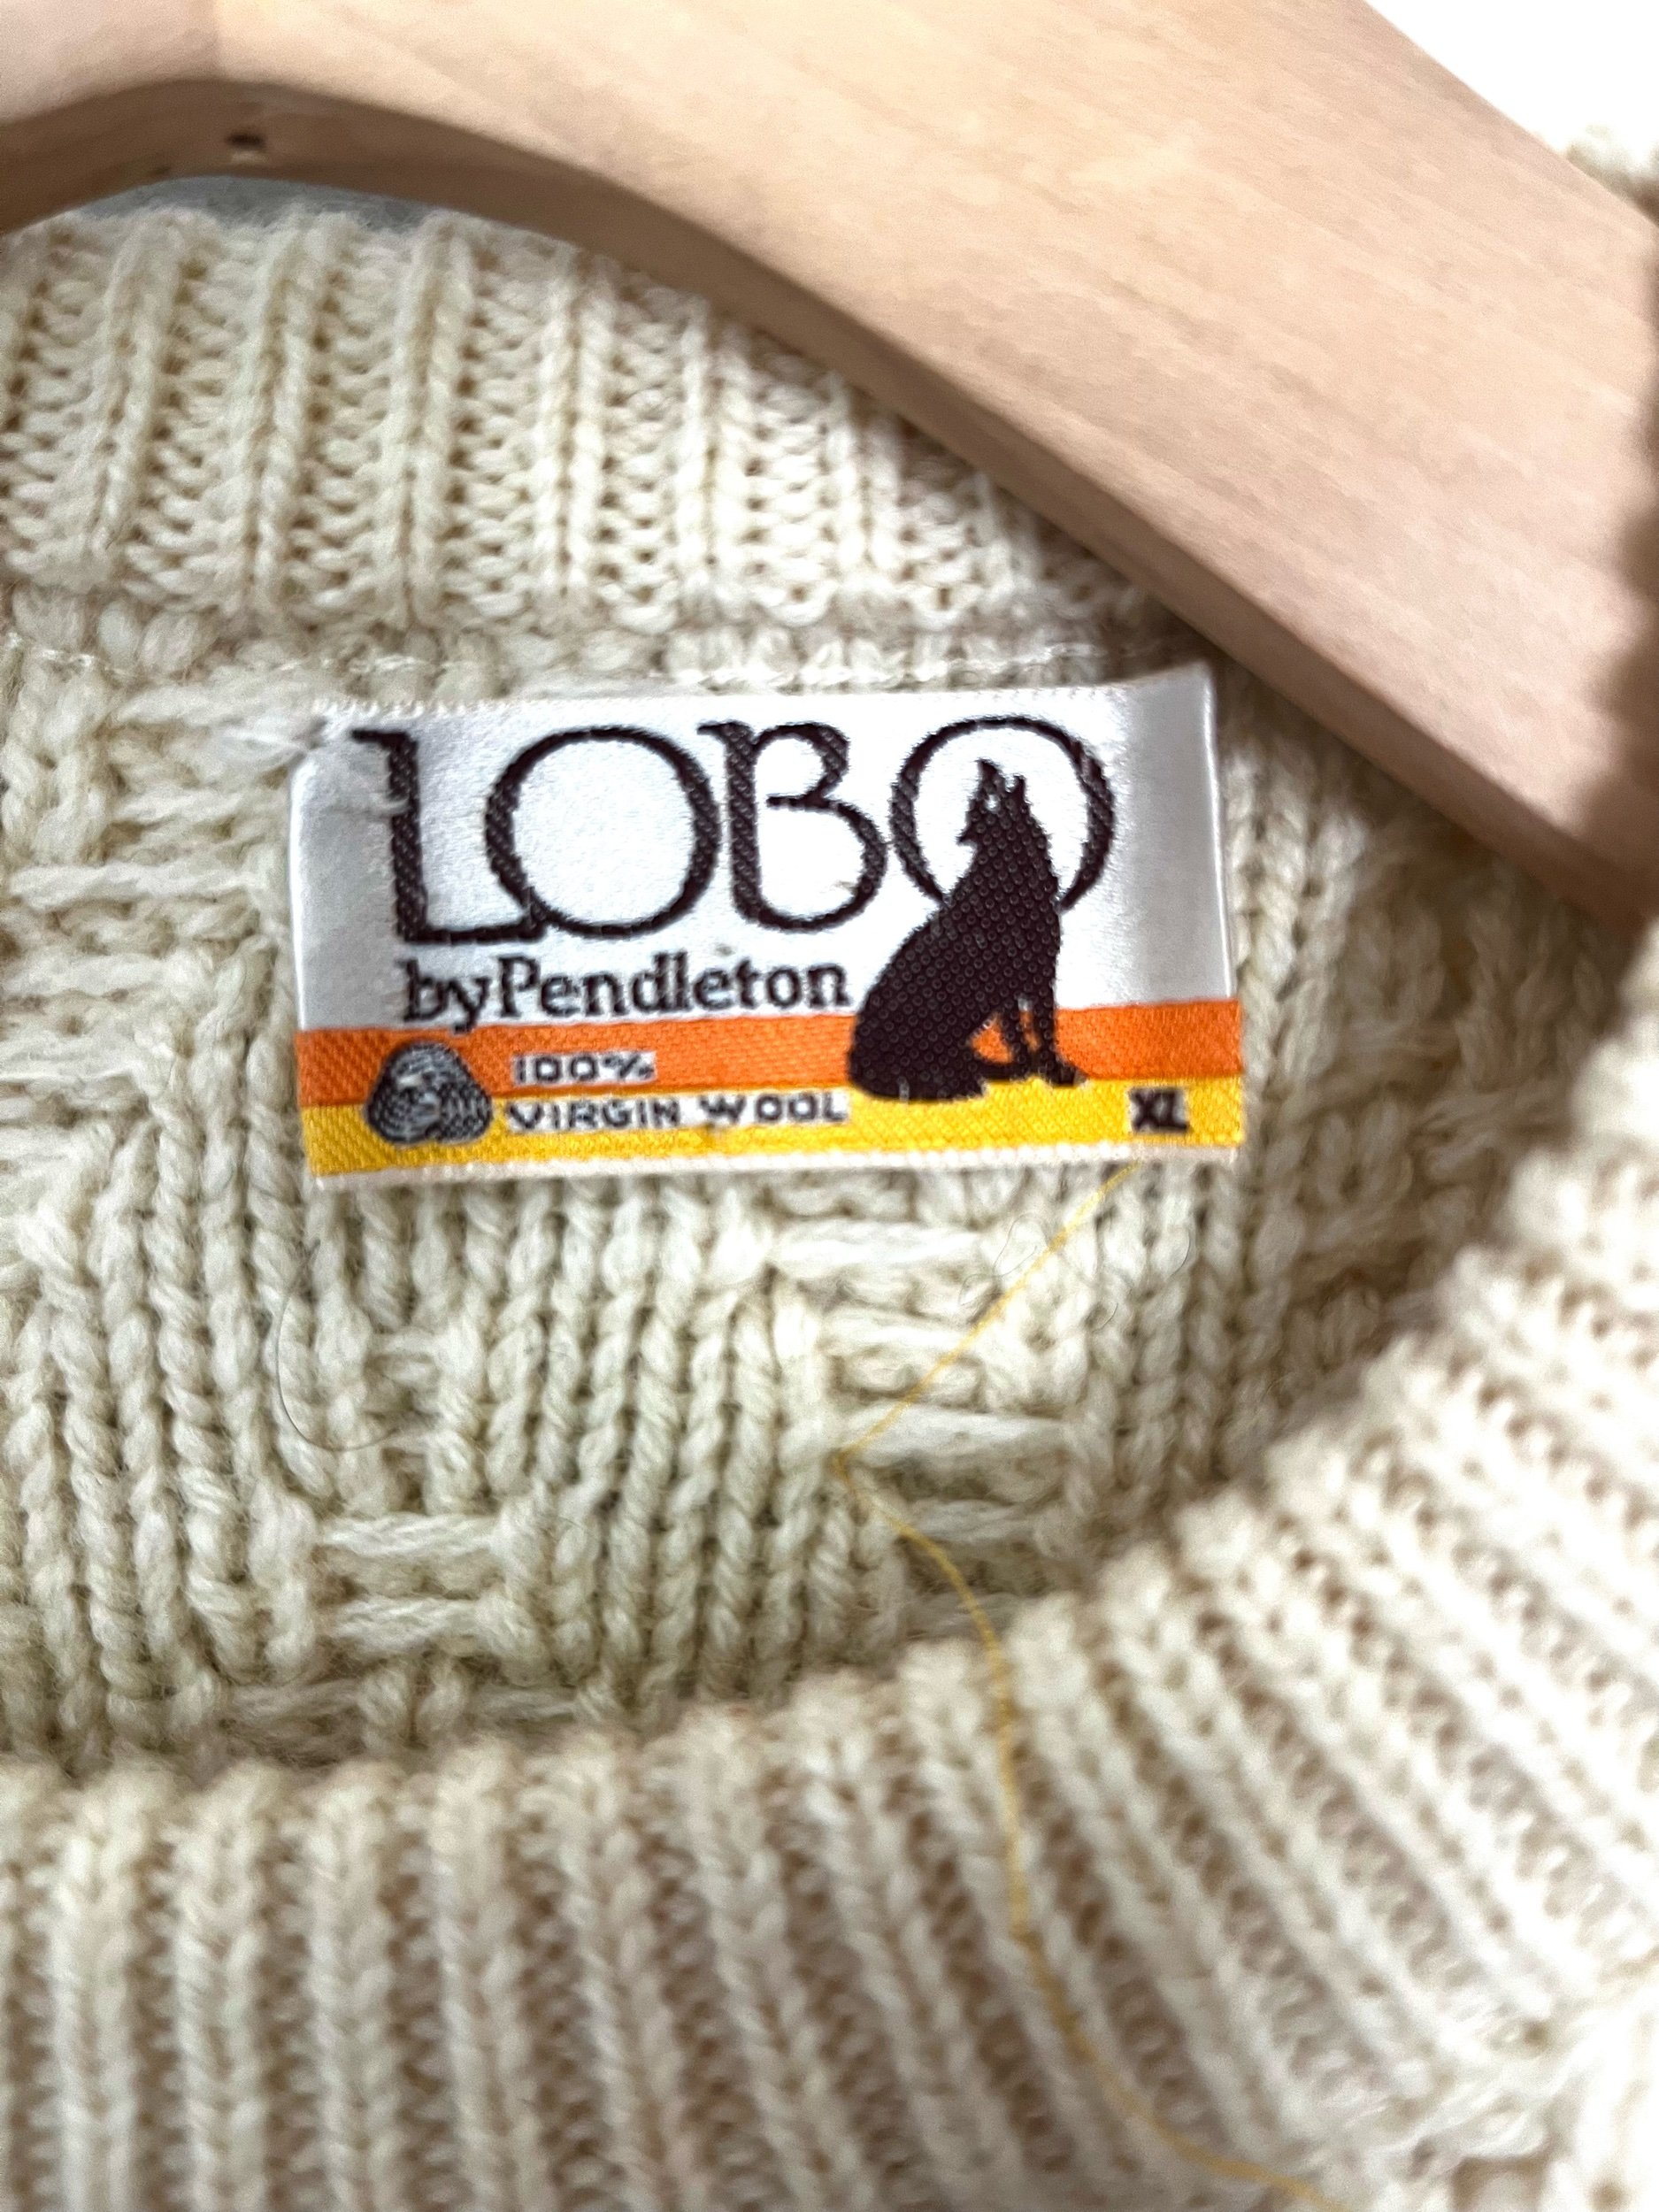 LOBO
by Pendleton
100%
VIRGIN WOOL
XL